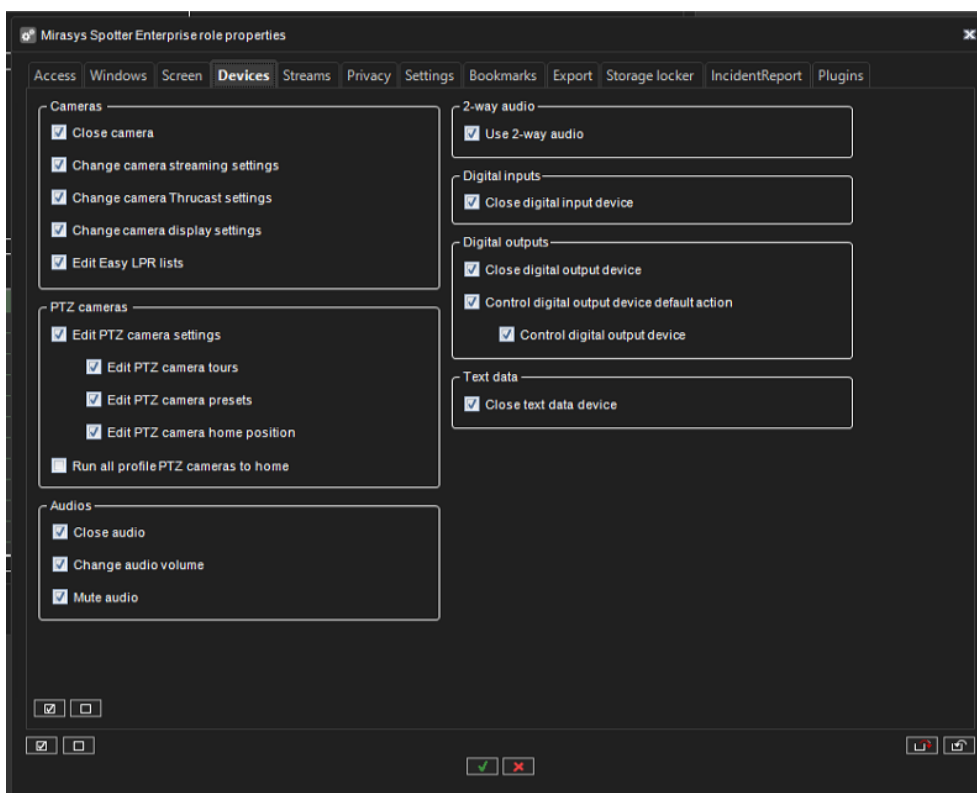 Mirasys Spotter Enterprise role properties
Access Windows Screen Devices Streams Privacy Settings Bookmarks Export Storage locker IncidentReport Plugins
Cameras
Close camera
Change camera streaming settings
Change camera Thrucast settings
Change camera display settings
Edit Easy LPR lists
PTZ cameras
Edit PTZ camera settings
Edit PTZ camera tours
Edit PTZ camera presets
Edit PTZ camera home position
Run all profile PTZ cameras to home
Audios
Close audio
Change audio volume
Mute audio
2-way audio
Use 2-way audio
Digital inputs
Close digital input device
Digital outputs
Close digital output device
Control digital output device default action
Control digital output device
Text data
Close text data device